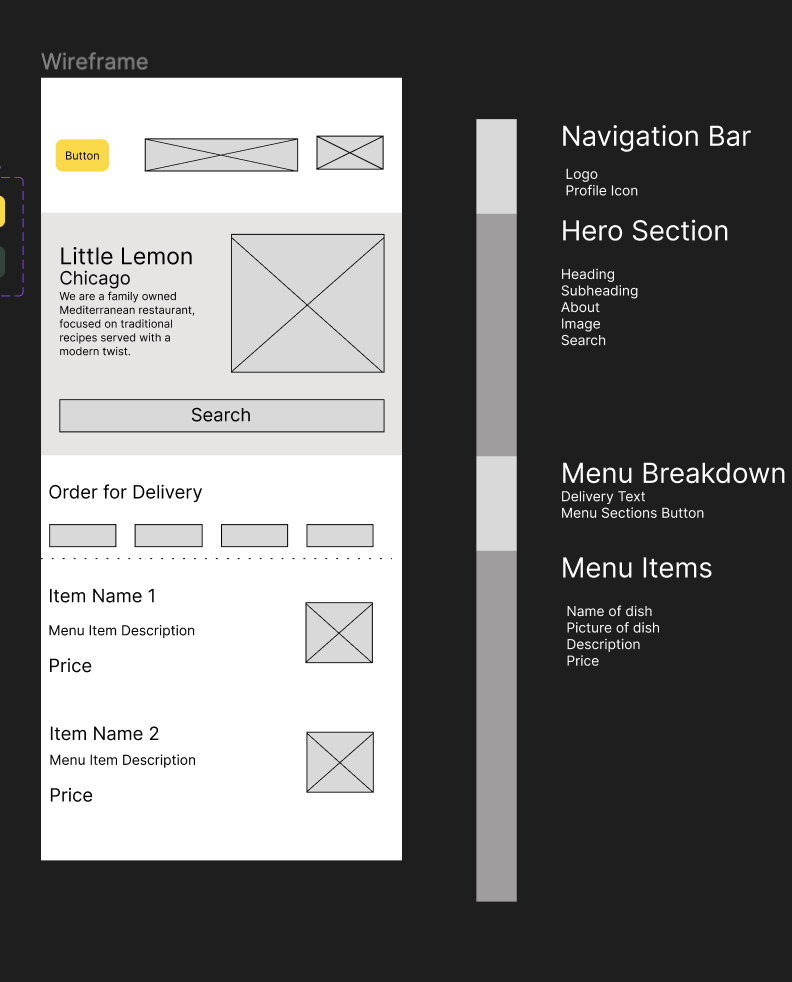 Wireframe
Button
Little Lemon
Chicago
We are a family owned
Mediterranean restaurant,
focused on traditional
recipes served with a
modern twist.
Search
Order for Delivery
Item Name 1
Menu Item Description
Price
Item Name 2
Menu Item Description
Price
Navigation Bar
Logo
Profile Icon
Hero Section
Heading
Subheading
About
Image
Search
Menu Breakdown
Delivery Text
Menu Sections Button
Menu Items
Name of dish
Picture of dish
Description
Price